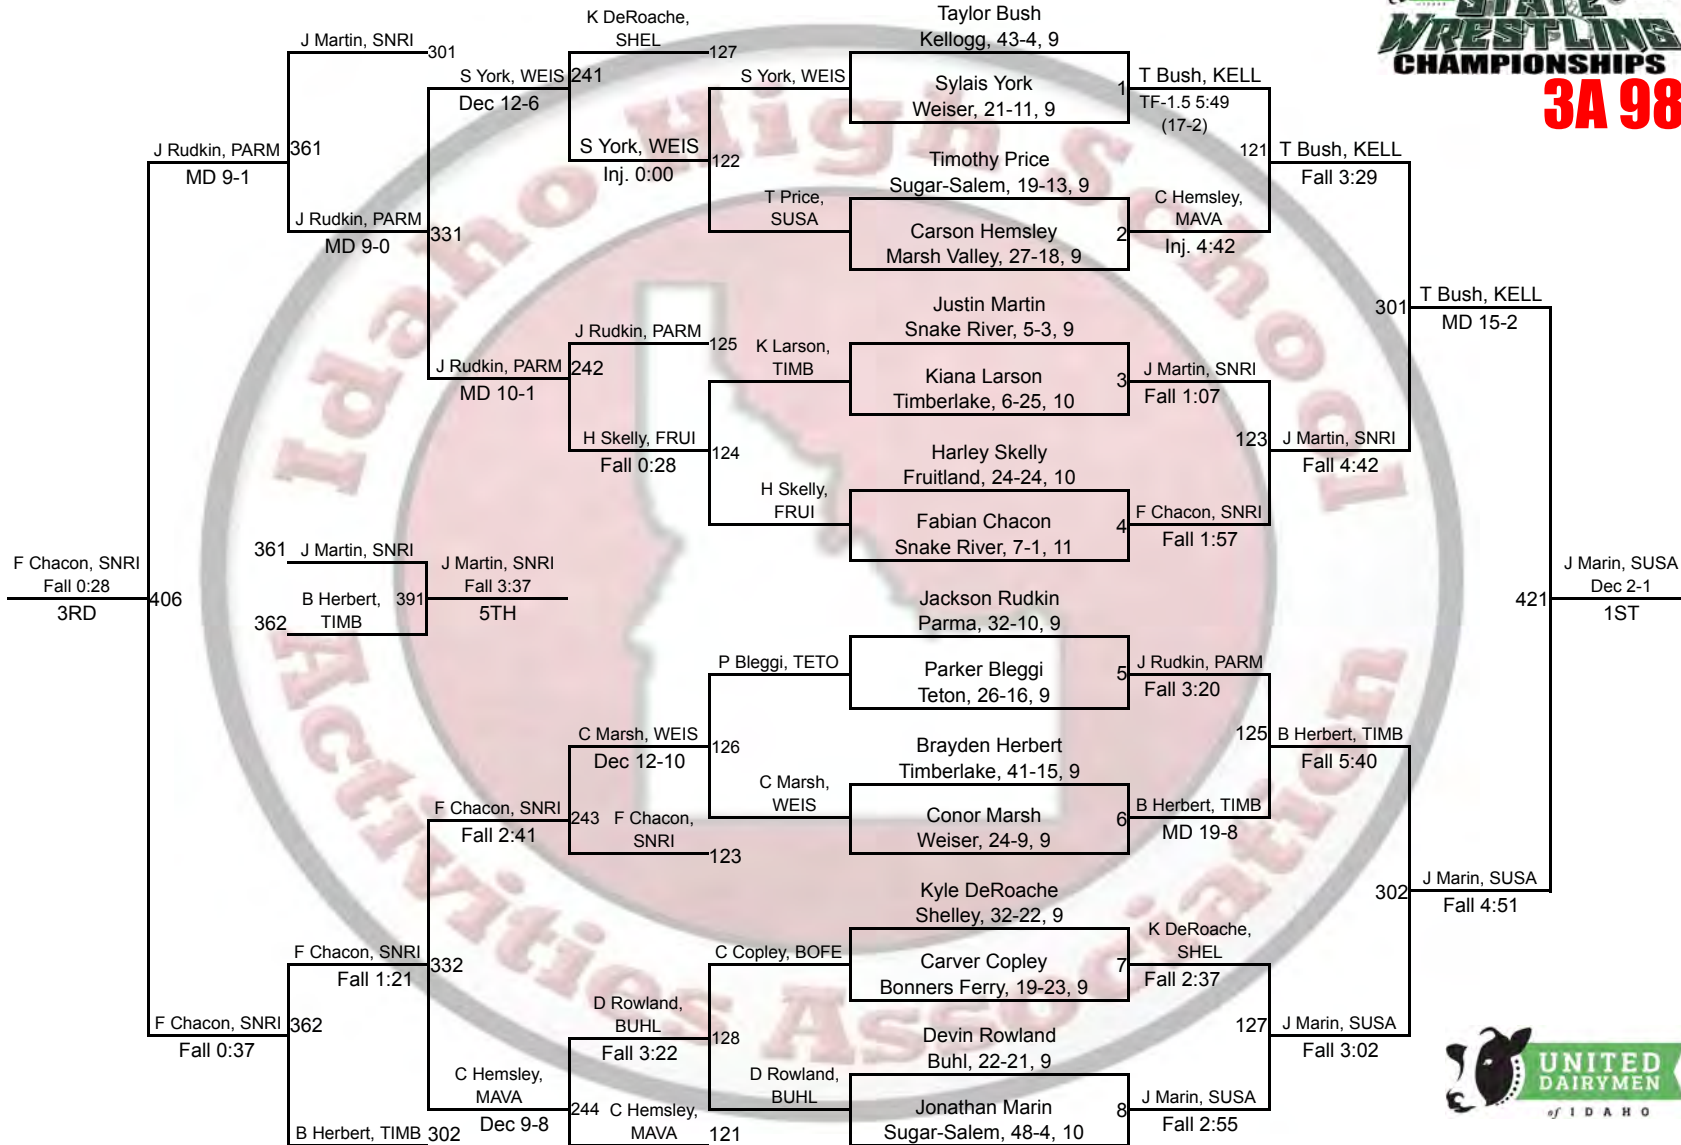 STATE
WRESTLING
CHAMPIONSHIPS
3A 98
Idaho High School
Activities Association
J Martin, SNRI
301
J Rudkin, PARM
361
MD 9-1
J Rudkin, PARM
331
MD 9-0
S York, WEIS
241
Dec 12-6
K DeRoache,
SHEL
127
S York, WEIS
122
Inj. 0:00
S York, WEIS
T Price,
SUSA
J Rudkin, PARM
242
MD 10-1
J Rudkin, PARM
125
H Skelly, FRUI
124
Fall 0:28
K Larson,
TIMB
H Skelly,
FRUI
Taylor Bush
Kellogg, 43-4, 9
Sylais York
Weiser, 21-11, 9
1
T Bush, KELL
TF-1.5 5:49
(17-2)
Timothy Price
Sugar-Salem, 19-13, 9
Carson Hemsley
Marsh Valley, 27-18, 9
2
C Hemsley,
MAVA
Inj. 4:42
121
T Bush, KELL
Fall 3:29
Justin Martin
Snake River, 5-3, 9
Kiana Larson
Timberlake, 6-25, 10
3
J Martin, SNRI
Fall 1:07
Harley Skelly
Fruitland, 24-24, 10
Fabian Chacon
Snake River, 7-1, 11
4
F Chacon, SNRI
Fall 1:57
123
J Martin, SNRI
Fall 4:42
301
T Bush, KELL
MD 15-2
F Chacon, SNRI
Fall 0:28
3RD
406
361
J Martin, SNRI
B Herbert,
TIMB
362
391
J Martin, SNRI
Fall 3:37
5TH
421
J Marin, SUSA
Dec 2-1
1ST
Jackson Rudkin
Parma, 32-10, 9
Parker Bleggi
Teton, 26-16, 9
5
J Rudkin, PARM
Fall 3:20
Brayden Herbert
Timberlake, 41-15, 9
Conor Marsh
Weiser, 24-9, 9
6
B Herbert, TIMB
MD 19-8
125
B Herbert, TIMB
Fall 5:40
Kyle DeRoache
Shelley, 32-22, 9
Carver Copley
Bonners Ferry, 19-23, 9
7
K DeRoache,
SHEL
Fall 2:37
Devin Rowland
Buhl, 22-21, 9
Jonathan Marin
Sugar-Salem, 48-4, 10
8
J Marin, SUSA
Fall 2:55
127
J Marin, SUSA
Fall 3:02
302
J Marin, SUSA
Fall 4:51
P Bleggi, TETO
C Marsh,
WEIS
C Marsh, WEIS
126
Dec 12-10
F Chacon, SNRI
243
Fall 2:41
F Chacon,
SNRI
123
C Copley, BOFE
D Rowland,
BUHL
D Rowland,
BUHL
128
Fall 3:22
F Chacon, SNRI
332
Fall 1:21
C Hemsley,
MAVA
244
Dec 9-8
C Hemsley,
MAVA
121
F Chacon, SNRI
362
Fall 0:37
B Herbert, TIMB
302
UNITED
DAIRYMEN
of IDAHO